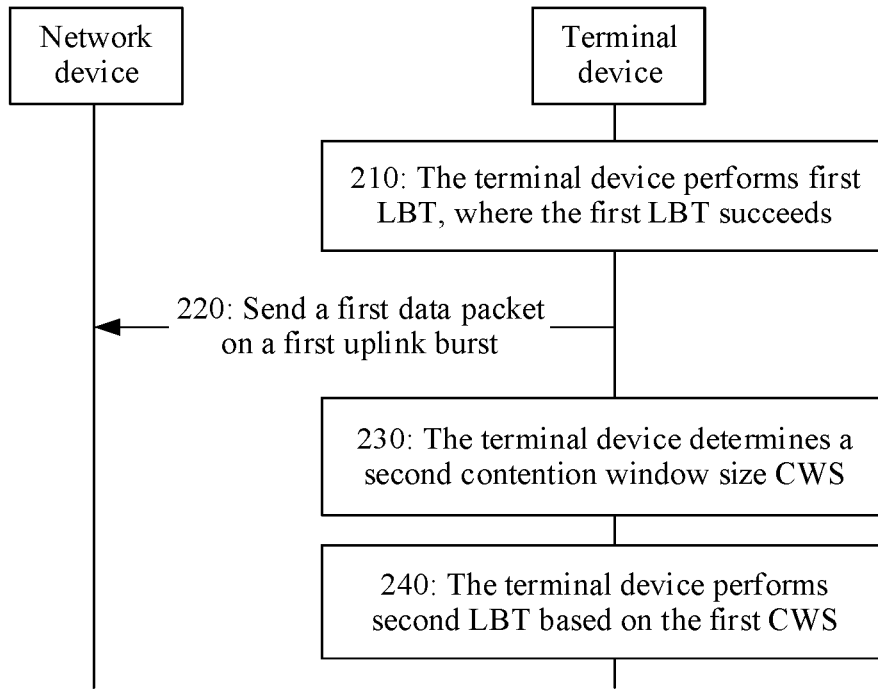 Network
device
Terminal
device
210: The terminal device performs first
LBT, where the first LBT succeeds
220: Send a first data packet
on a first uplink burst
230: The terminal device determines a
second contention window size CWS
240: The terminal device performs
second LBT based on the first CWS